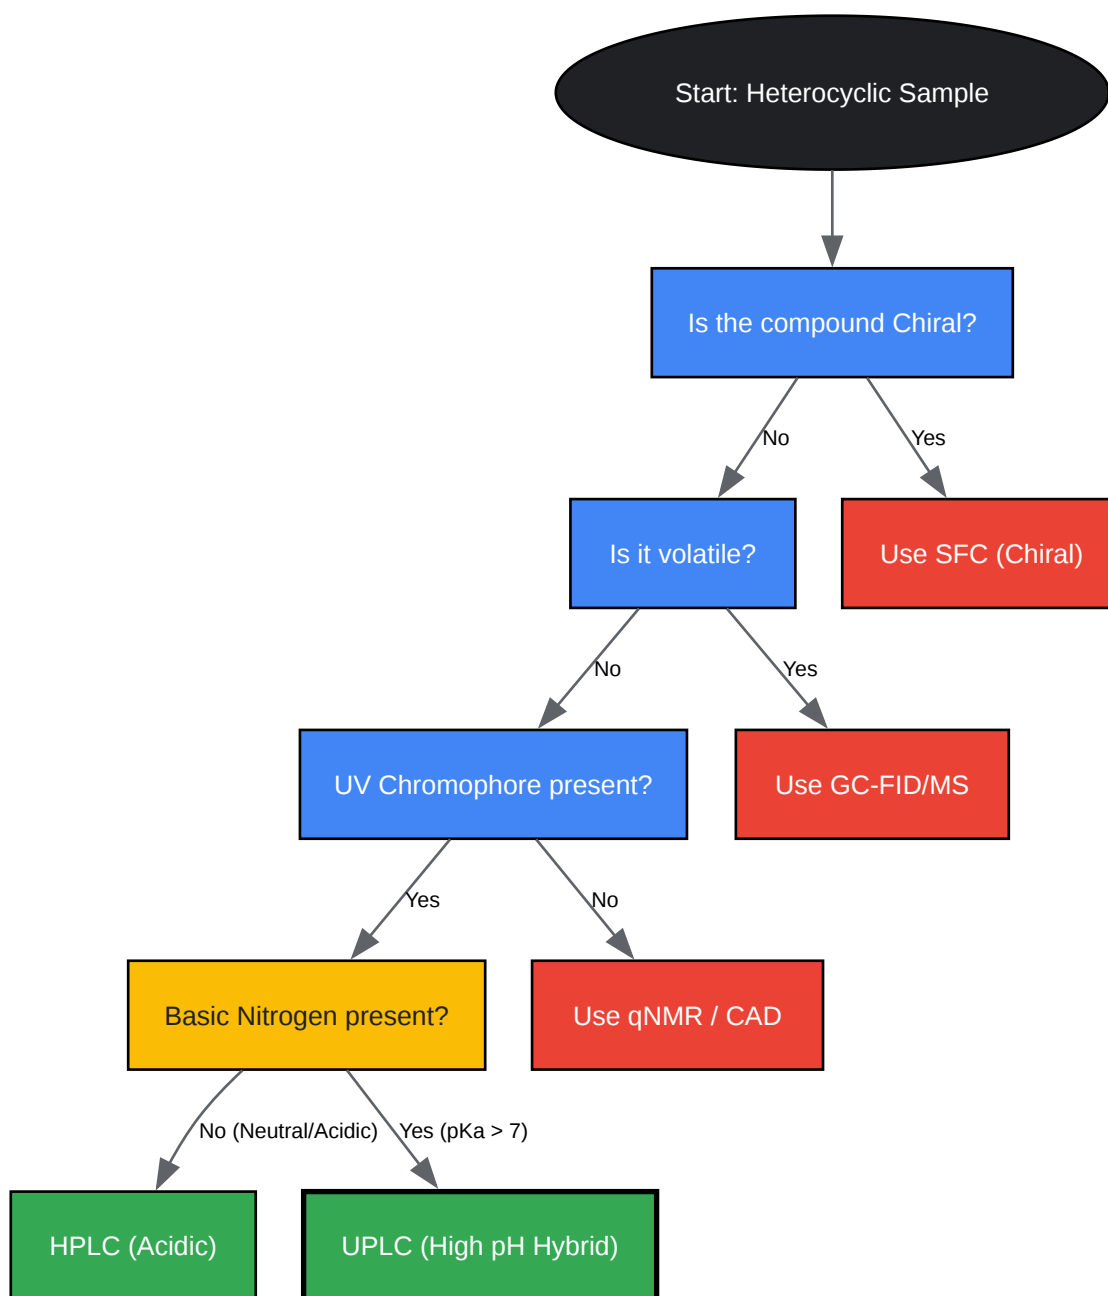 Start: Heterocyclic Sample
Is the compound Chiral?
No
Yes
Is it volatile?
Use SFC (Chiral)
No
Yes
UV Chromophore present?
Use GC-FID/MS
Yes
No
Basic Nitrogen present?
Use qNMR / CAD
No (Neutral/Acidic)
Yes (pKa > 7)
HPLC (Acidic)
UPLC (High pH Hybrid)